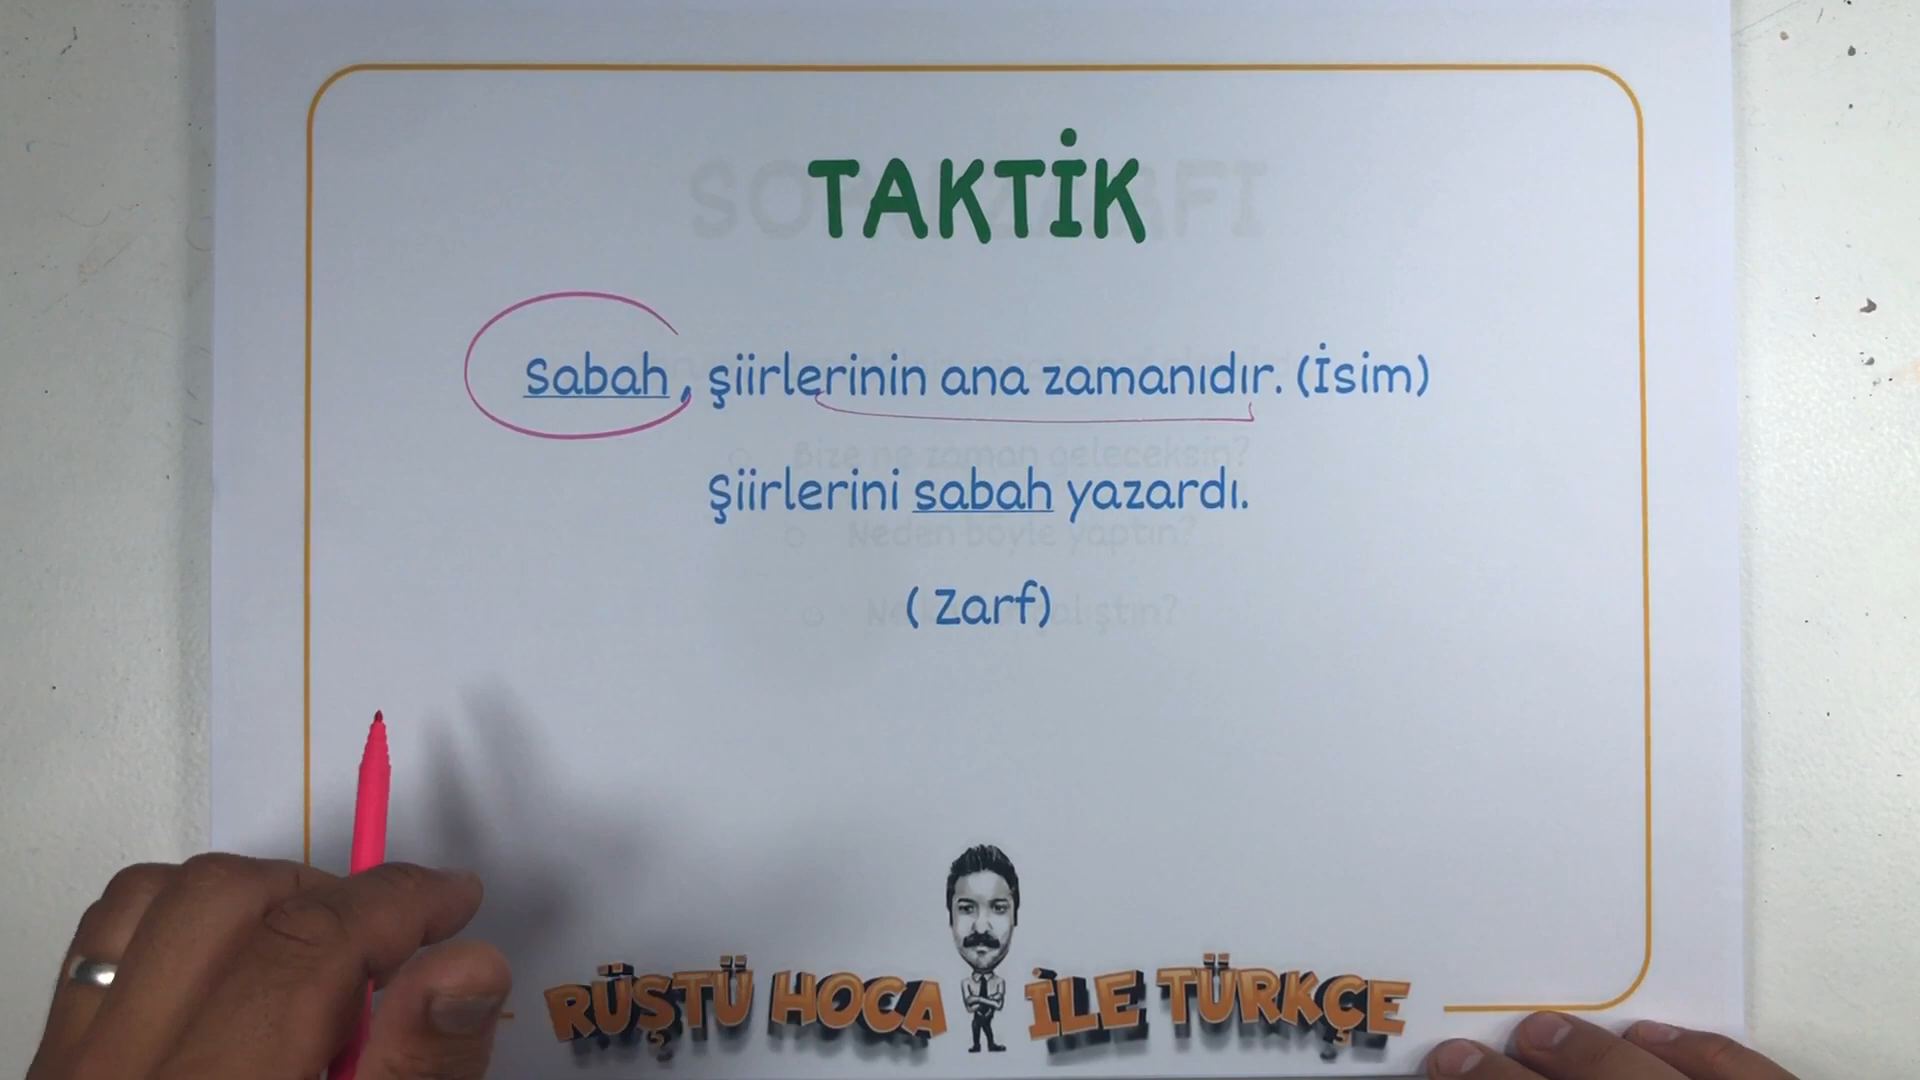 TAKTİK
Sabah, şiirlerinin ana zamanıdır. (İsim)
Şiirlerini sabah yazardı.
( Zarf)
RÜŞTÜ HOCA İLE TÜRKÇE